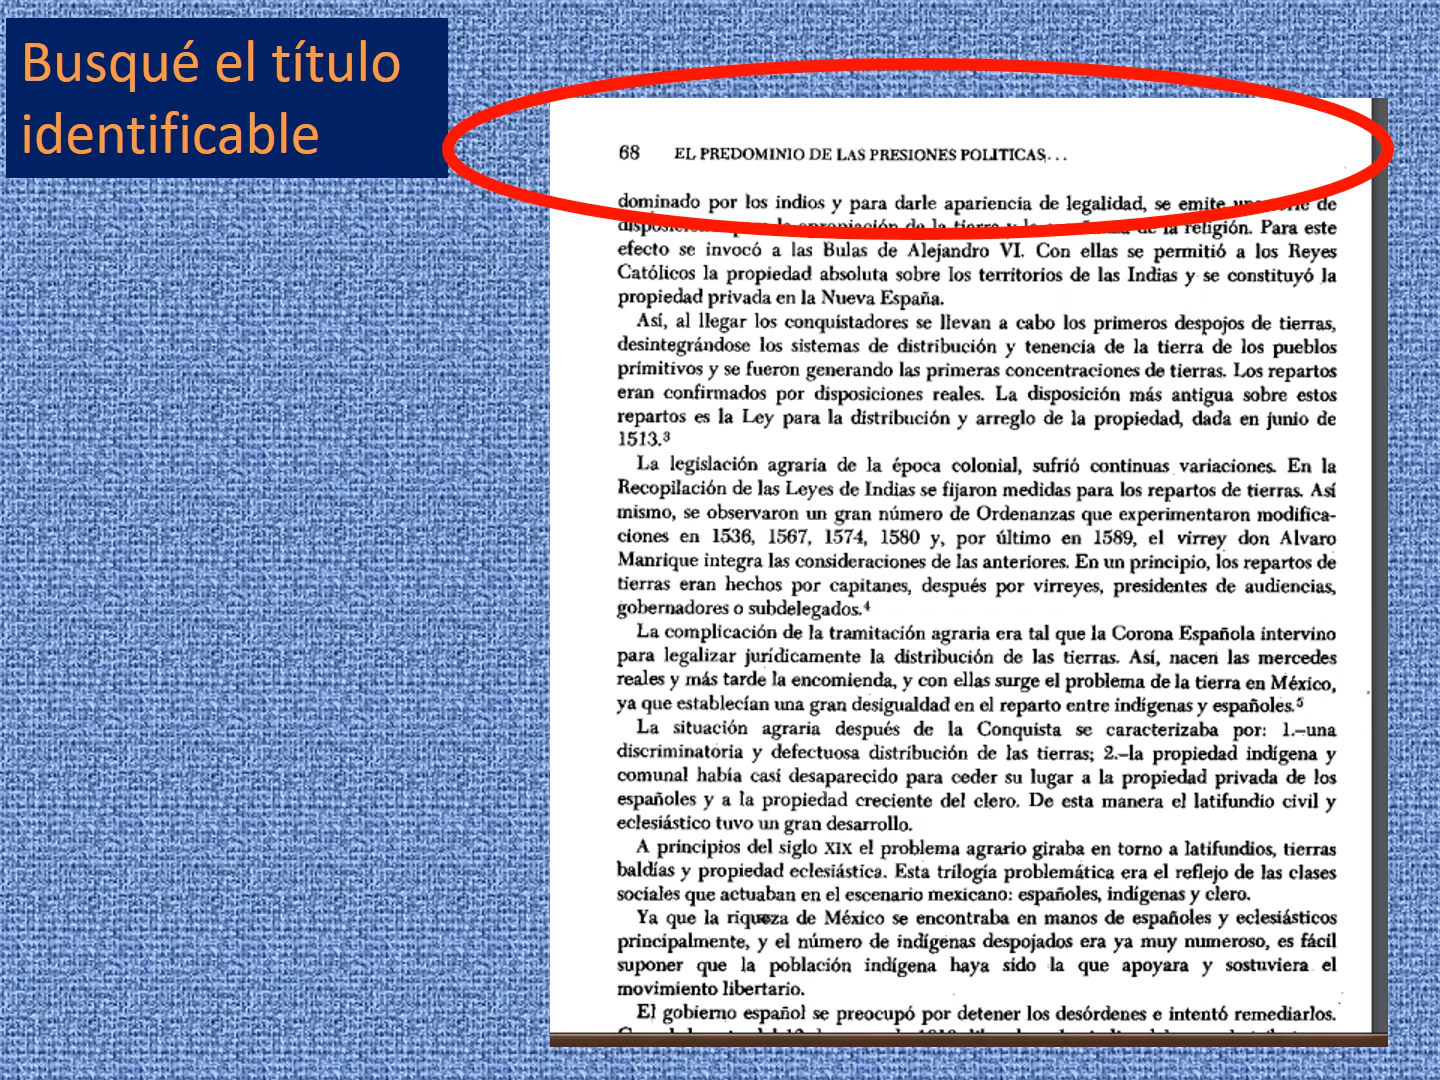 Busqué el título
identificable
68 EL PREDOMINIO DE LAS PRESIONES POLITICAS...
dominado por los indios y para darle apariencia de legalidad, se emite una serie de
la apropiación de la tierra y la religión. Para este
efecto se invocó a las Bulas de Alejandro VI. Con ellas se permitió a los Reyes
Católicos la propiedad absoluta sobre los territorios de las Indias y se constituyó la
propiedad privada en la Nueva España.
Así, al llegar los conquistadores se llevan a cabo los primeros despojos de tierras,
desintegrándose los sistemas de distribución y tenencia de la tierra de los pueblos
primitivos y se fueron generando las primeras concentraciones de tierras. Los repartos
eran confirmados por disposiciones reales. La disposición más antigua sobre estos
repartos es la Ley para la distribución y arreglo de la propiedad, dada en junio de
1513.³
La legislación agraria de la época colonial, sufrió continuas variaciones. En la
Recopilación de las Leyes de Indias se fijaron medidas para los repartos de tierras. Así
mismo, se observaron un gran número de Ordenanzas que experimentaron modifica-
ciones en 1536, 1567, 1574, 1580 y, por último en 1589, el virrey don Alvaro
Manrique integra las consideraciones de las anteriores. En un principio, los repartos de
tierras eran hechos por capitanes, después por virreyes, presidentes de audiencias,
gobernadores o subdelegados.⁴
La complicación de la tramitación agraria era tal que la Corona Española intervino
para legalizar jurídicamente la distribución de las tierras. Así, nacen las mercedes
reales y más tarde la encomienda, y con ellas surge el problema de la tierra en México,
ya que establecían una gran desigualdad en el reparto entre indígenas y españoles.⁵
La situación agraria después de la Conquista se caracterizaba por: 1.—una
discriminatoria y defectuosa distribución de las tierras; 2.—la propiedad indígena y
comunal había casi desaparecido para ceder su lugar a la propiedad privada de los
españoles y a la propiedad creciente del clero. De esta manera el latifundio civil y
eclesiástico tuvo un gran desarrollo.
A principios del siglo XIX el problema agrario giraba en torno a latifundios, tierras
baldías y propiedad eclesiástica. Esta trilogía problemática era el reflejo de las clases
sociales que actuaban en el escenario mexicano: españoles, indígenas y clero.
Ya que la riqueza de México se encontraba en manos de españoles y eclesiásticos
principalmente, y el número de indígenas despojados era ya muy numeroso, es fácil
suponer que la población indígena haya sido la que apoyara y sostuviera el
movimiento libertario.
El gobierno español se preocupó por detener los desórdenes e intentó remediarlos.